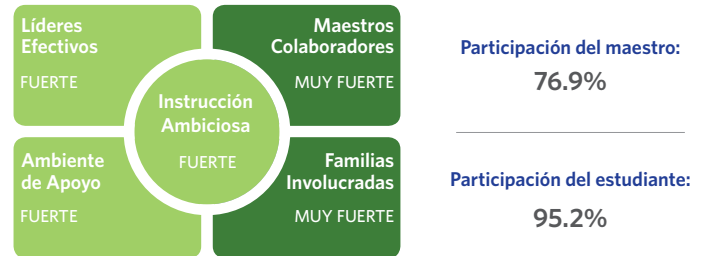 Líderes
Efectivos
FUERTE
Maestros
Colaboradores
MUY FUERTE
Instrucción
Ambiciosa
FUERTE
Ambiente
de Apoyo
FUERTE
Familias
Involucradas
MUY FUERTE
Participación del maestro:
76.9%
Participación del estudiante:
95.2%